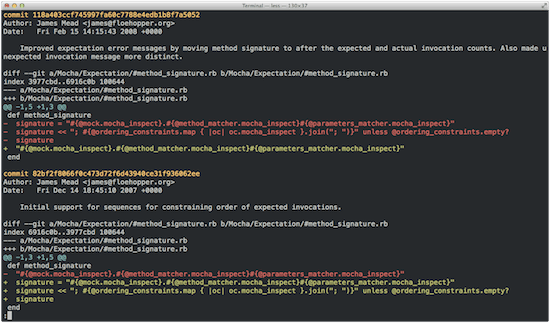 Terminal — less — 130×37
commit 118a403ccf745997fa60c7788e4edb1b8f7a5052
Author: James Mead <james@floehopper.org>
Date:   Fri Feb 15 14:15:43 2008 +0000
    Improved expectation error messages by moving method signature to after the expected and actual invocation counts. Also made u
nexpected invocation message more distinct.
diff --git a/Mocha/Expectation/#method_signature.rb b/Mocha/Expectation/#method_signature.rb
index 3977cbd..6916c0b 100644
--- a/Mocha/Expectation/#method_signature.rb
+++ b/Mocha/Expectation/#method_signature.rb
@@ -1,5 +1,3 @@
 def method_signature
-  signature = "#{@mock.mocha_inspect}.#{@method_matcher.mocha_inspect}#{@parameters_matcher.mocha_inspect}"
-  signature << "; #{@ordering_constraints.map { |oc| oc.mocha_inspect }.join("; ")}" unless @ordering_constraints.empty?
-  signature
+  "#{@mock.mocha_inspect}.#{@method_matcher.mocha_inspect}#{@parameters_matcher.mocha_inspect}"
 end
commit 82bf2f8066f0c473d72f6d43940ce31f936062ee
Author: James Mead <james@floehopper.org>
Date:   Fri Dec 14 18:45:10 2007 +0000
    Initial support for sequences for constraining order of expected invocations.
diff --git a/Mocha/Expectation/#method_signature.rb b/Mocha/Expectation/#method_signature.rb
index 6916c0b..3977cbd 100644
--- a/Mocha/Expectation/#method_signature.rb
+++ b/Mocha/Expectation/#method_signature.rb
@@ -1,3 +1,5 @@
 def method_signature
-  "#{@mock.mocha_inspect}.#{@method_matcher.mocha_inspect}#{@parameters_matcher.mocha_inspect}"
+  signature = "#{@mock.mocha_inspect}.#{@method_matcher.mocha_inspect}#{@parameters_matcher.mocha_inspect}"
+  signature << "; #{@ordering_constraints.map { |oc| oc.mocha_inspect }.join("; ")}" unless @ordering_constraints.empty?
+  signature
 end
: